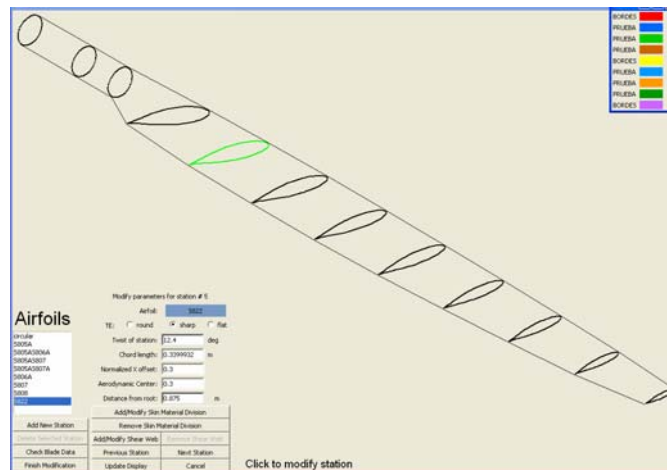 BORDES
PRUEBA
PRUEBA
PRUEBA
BORDES
PRUEBA
PRUEBA
PRUEBA
BORDES
Modify parameters for station # 5
Airfoil: S822
TE: round sharp flat
Twist of station: 12.4 deg
Chord length: 0.3399932 m
Normalized X offset: 0.3
Aerodynamic Center: 0.3
Distance from root: 0.875 m
Airfoils
circular
S805A
S805AS806A
S805AS807
S805AS807A
S806A
S807
S808
S822
Add/Modify Skin Material Division
Add New Station
Remove Skin Material Division
Delete Selected Station
Add/Modify Shear Web
Remove Shear Web
Check Blade Data
Previous Station
Next Station
Finish Modification
Update Display
Cancel
Click to modify station